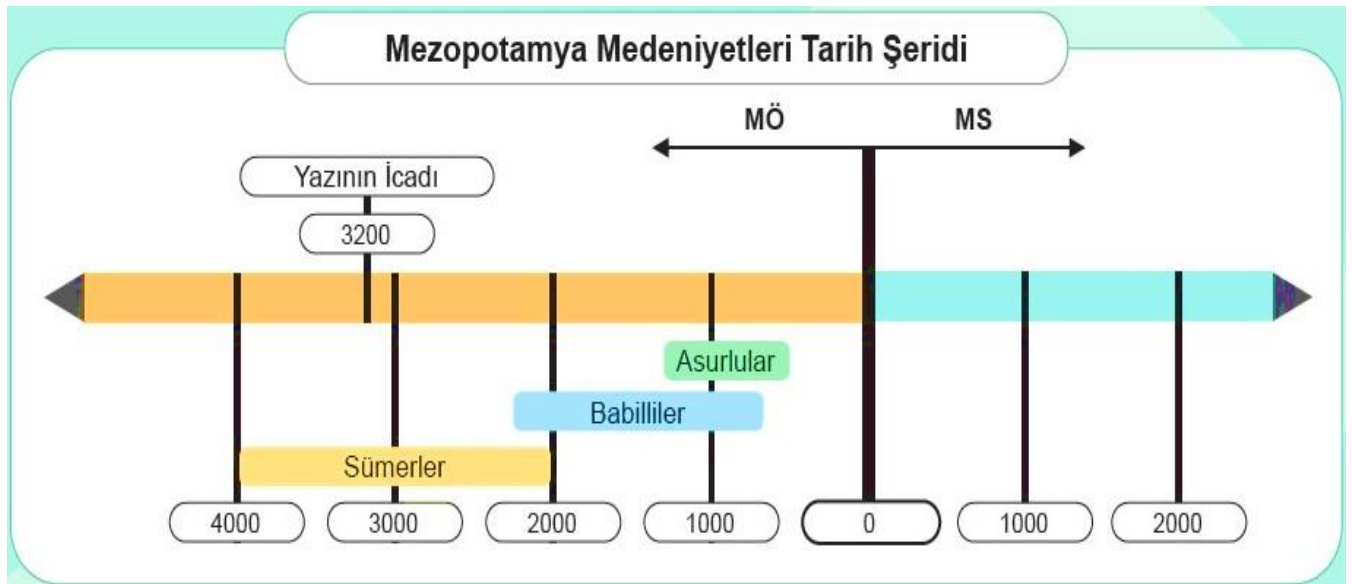 Mezopotamya Medeniyetleri Tarih Şeridi
MÖ MS
Yazının İcadı
3200
Asurlular
Babilliler
Sümerler
4000 3000 2000 1000 0 1000 2000